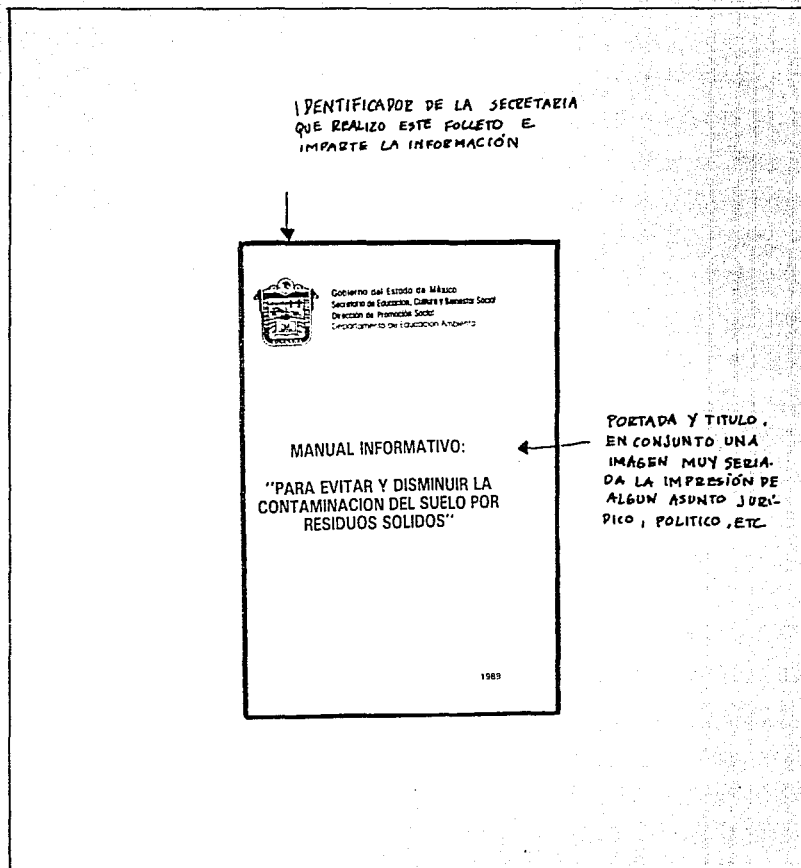 IDENTIFICADOR DE LA SECRETARIA
QUE REALIZO ESTE FOLLETO E
IMPARTE LA INFORMACIÓN
Gobierno del Estado de México
Secretaría de Educación, Cultura y Bienestar Social
Dirección de Promoción Social
Departamento de Educación Ambiental
MANUAL INFORMATIVO:
"PARA EVITAR Y DISMINUIR LA
CONTAMINACION DEL SUELO POR
RESIDUOS SOLIDOS"
1989
PORTADA Y TITULO.
EN CONJUNTO UNA
IMÁGEN MUY SERIA.
DA LA IMPRESIÓN DE
ALGUN ASUNTO JURÍ-
DICO, POLITICO, ETC